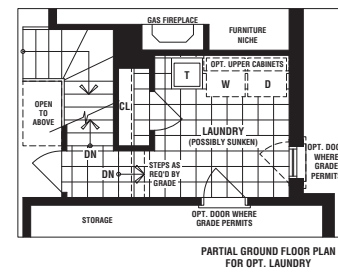 GAS FIREPLACE
FURNITURE
NICHE
OPT. UPPER CABINETS
T
W
D
OPEN
TO
ABOVE
CL
LAUNDRY
(POSSIBLY SUNKEN)
OPT. DOOR
WHERE
GRADE
PERMITS
DN
DN
STEPS AS
REQ'D BY
GRADE
STORAGE
OPT. DOOR WHERE
GRADE PERMITS
PARTIAL GROUND FLOOR PLAN
FOR OPT. LAUNDRY